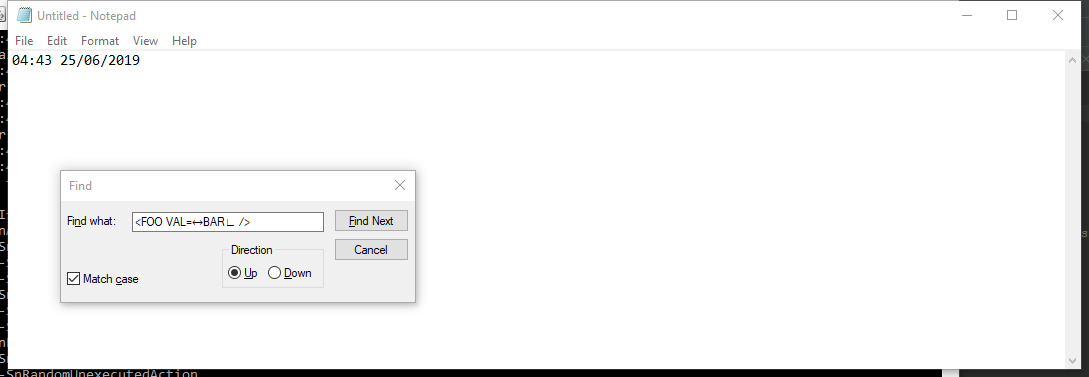 Untitled - Notepad
File Edit Format View Help
04:43 25/06/2019
Find
Find what: <FOO VAL=↔BAR∟ />
Find Next
Direction
Cancel
Up Down
Match case
-SnRandomUnexecutedAction